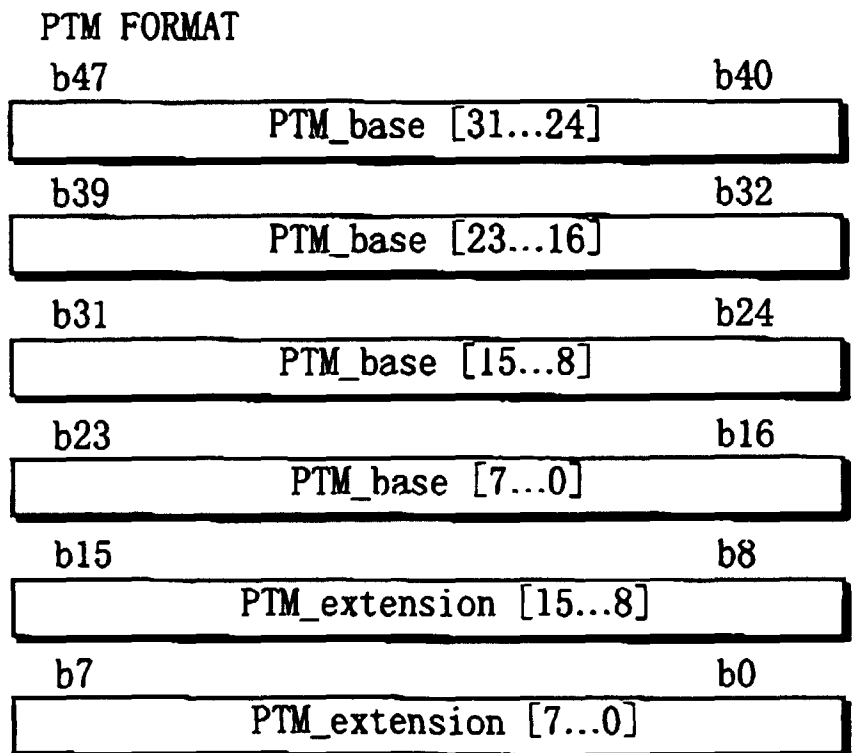 PTM FORMAT
b47 b40
PTM_base [31...24]
b39 b32
PTM_base [23...16]
b31 b24
PTM_base [15...8]
b23 b16
PTM_base [7...0]
b15 b8
PTM_extension [15...8]
b7 b0
PTM_extension [7...0]